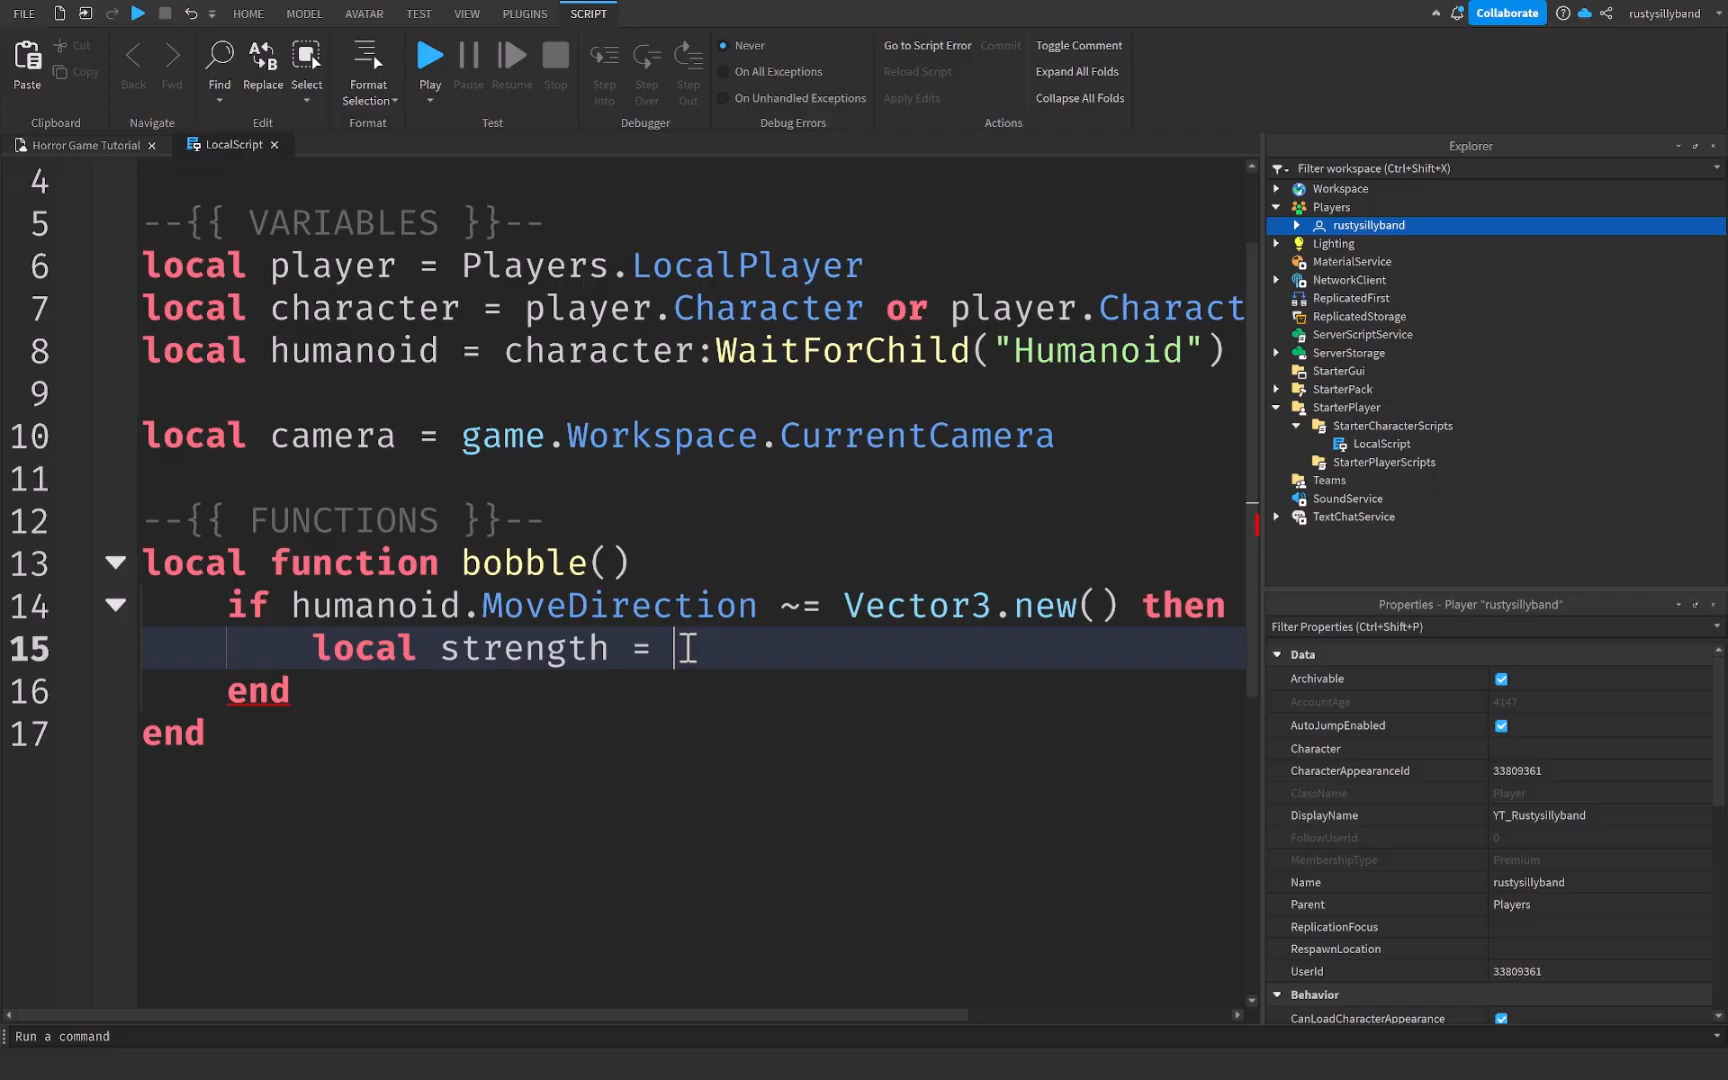 FILE HOME MODEL AVATAR TEST VIEW PLUGINS SCRIPT Collaborate rustysillyband
Paste Cut Copy Back Fwd Find Replace Select Format Selection Play Pause Resume Stop Step Into Step Over Step Out
Never
On All Exceptions
On Unhandled Exceptions
Go to Script Error Commit
Reload Script
Apply Edits
Toggle Comment
Expand All Folds
Collapse All Folds
Clipboard Navigate Edit Format Test Debugger Debug Errors Actions
Horror Game Tutorial LocalScript
4
5 --{{ VARIABLES }}--
6 local player = Players.LocalPlayer
7 local character = player.Character or player.Charact
8 local humanoid = character:WaitForChild("Humanoid")
9
10 local camera = game.Workspace.CurrentCamera
11
12 --{{ FUNCTIONS }}--
13 local function bobble()
14 if humanoid.MoveDirection ~= Vector3.new() then
15 local strength =
16 end
17 end
Explorer
Filter workspace (Ctrl+Shift+X)
Workspace
Players
rustysillyband
Lighting
MaterialService
NetworkClient
ReplicatedFirst
ReplicatedStorage
ServerScriptService
ServerStorage
StarterGui
StarterPack
StarterPlayer
StarterCharacterScripts
LocalScript
StarterPlayerScripts
Teams
SoundService
TextChatService
Properties - Player "rustysillyband"
Filter Properties (Ctrl+Shift+P)
Data
Archivable
AccountAge 4147
AutoJumpEnabled
Character
CharacterAppearanceId 33809361
ClassName Player
DisplayName YT_Rustysillyband
FollowUserId 0
MembershipType Premium
Name rustysillyband
Parent Players
ReplicationFocus
RespawnLocation
UserId 33809361
Behavior
CanLoadCharacterAppearance
Run a command